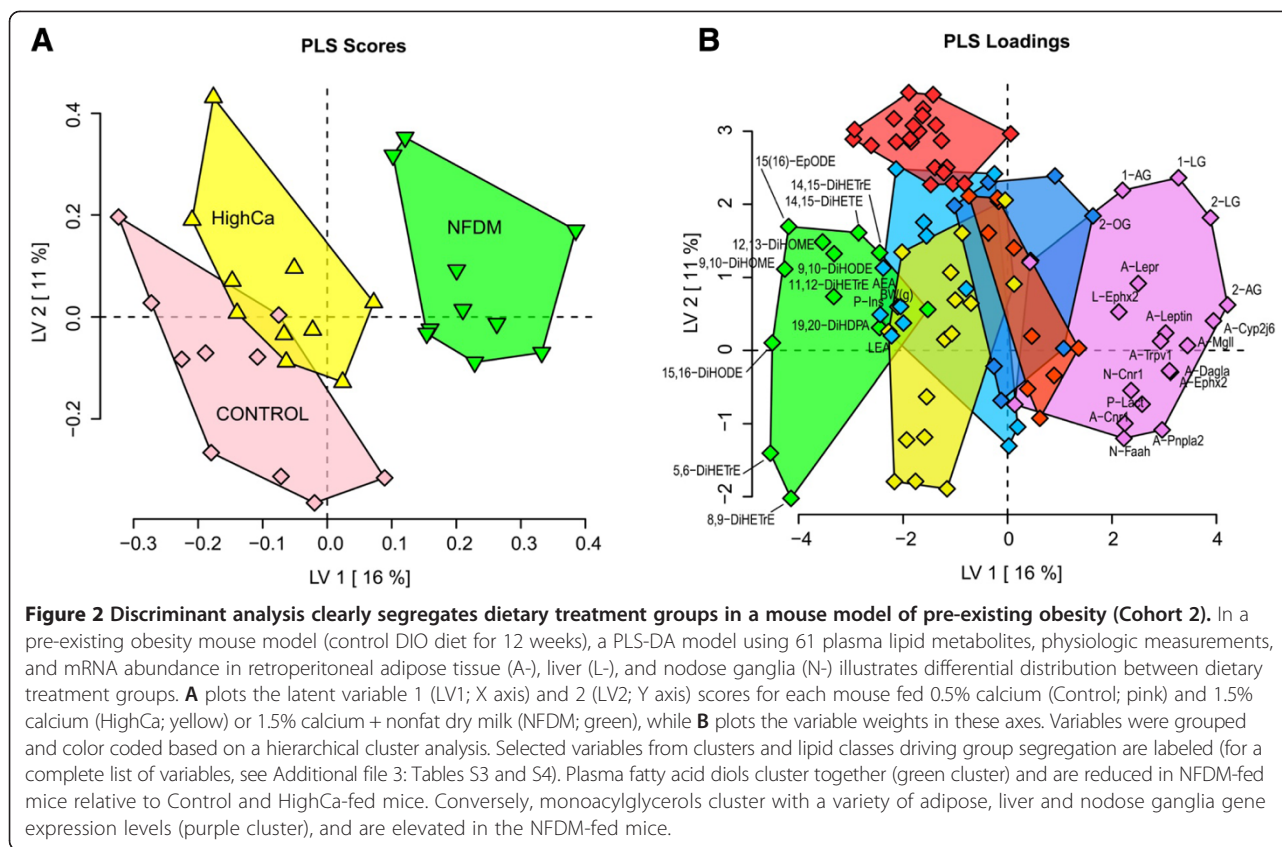 A
PLS Scores
HighCa
NFDM
CONTROL
LV 2 [ 11 % ]
0.4
0.2
0.0
−0.2
−0.3
−0.2
−0.1
0.0
0.1
0.2
0.3
0.4
LV 1 [ 16 % ]
B
PLS Loadings
LV 2 [ 11 % ]
3
2
1
0
−1
−2
−4
−2
0
2
4
LV 1 [ 16 % ]
15(16)−EpODE
14,15−DiHETrE
14,15−DiHETE
12,13−DiHOME
9,10−DiHOME
9,10−DiHODE
11,12−DiHETrE
AEA
BW(g)
P−Ins
19,20−DiHDPA
LEA
15,16−DiHODE
5,6−DiHETrE
8,9−DiHETrE
1−LG
1−AG
2−LG
2−OG
A−Lepr
L−Ephx2
2−AG
A−Cyp2j6
A−Leptin
A−Mgll
A−Trpv1
A−Dagla
A−Ephx2
N−Cnr1
P−Lact
A−Cnr1
A−Pnpla2
N−Faah
Figure 2 Discriminant analysis clearly segregates dietary treatment groups in a mouse model of pre-existing obesity (Cohort 2). In a
pre-existing obesity mouse model (control DIO diet for 12 weeks), a PLS-DA model using 61 plasma lipid metabolites, physiologic measurements,
and mRNA abundance in retroperitoneal adipose tissue (A-), liver (L-), and nodose ganglia (N-) illustrates differential distribution between dietary
treatment groups. A plots the latent variable 1 (LV1; X axis) and 2 (LV2; Y axis) scores for each mouse fed 0.5% calcium (Control; pink) and 1.5%
calcium (HighCa; yellow) or 1.5% calcium + nonfat dry milk (NFDM; green), while B plots the variable weights in these axes. Variables were grouped
and color coded based on a hierarchical cluster analysis. Selected variables from clusters and lipid classes driving group segregation are labeled (for a
complete list of variables, see Additional file 3: Tables S3 and S4). Plasma fatty acid diols cluster together (green cluster) and are reduced in NFDM-fed
mice relative to Control and HighCa-fed mice. Conversely, monoacylglycerols cluster with a variety of adipose, liver and nodose ganglia gene
expression levels (purple cluster), and are elevated in the NFDM-fed mice.